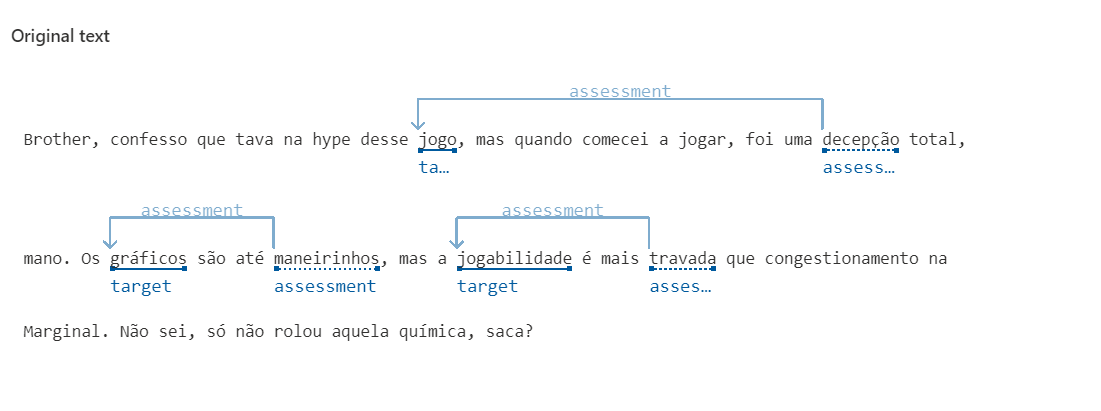 Original text
assessment
Brother, confesso que tava na hype desse jogo, mas quando comecei a jogar, foi uma decepção total,
ta… assess…
assessment assessment
mano. Os gráficos são até maneirinhos, mas a jogabilidade é mais travada que congestionamento na
target assessment target asses…
Marginal. Não sei, só não rolou aquela química, saca?